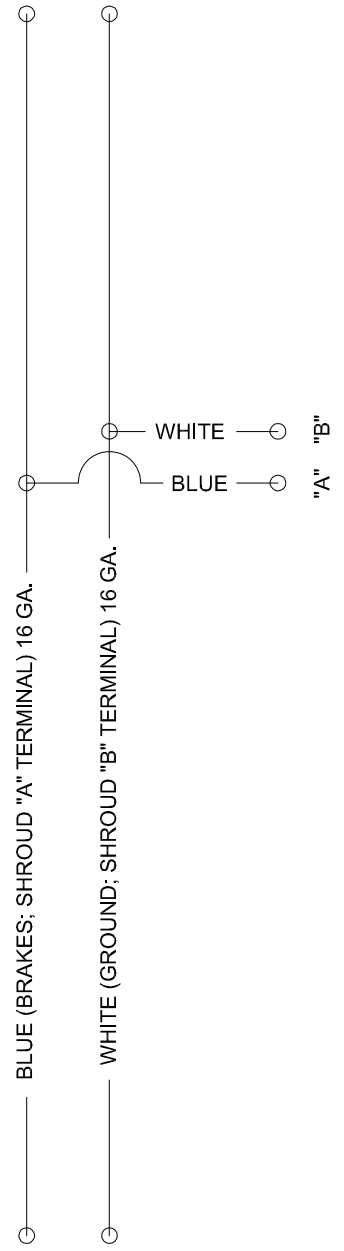 WHITE
"B"
BLUE
"A"
BLUE (BRAKES; SHROUD "A" TERMINAL) 16 GA.
WHITE (GROUND; SHROUD "B" TERMINAL) 16 GA.